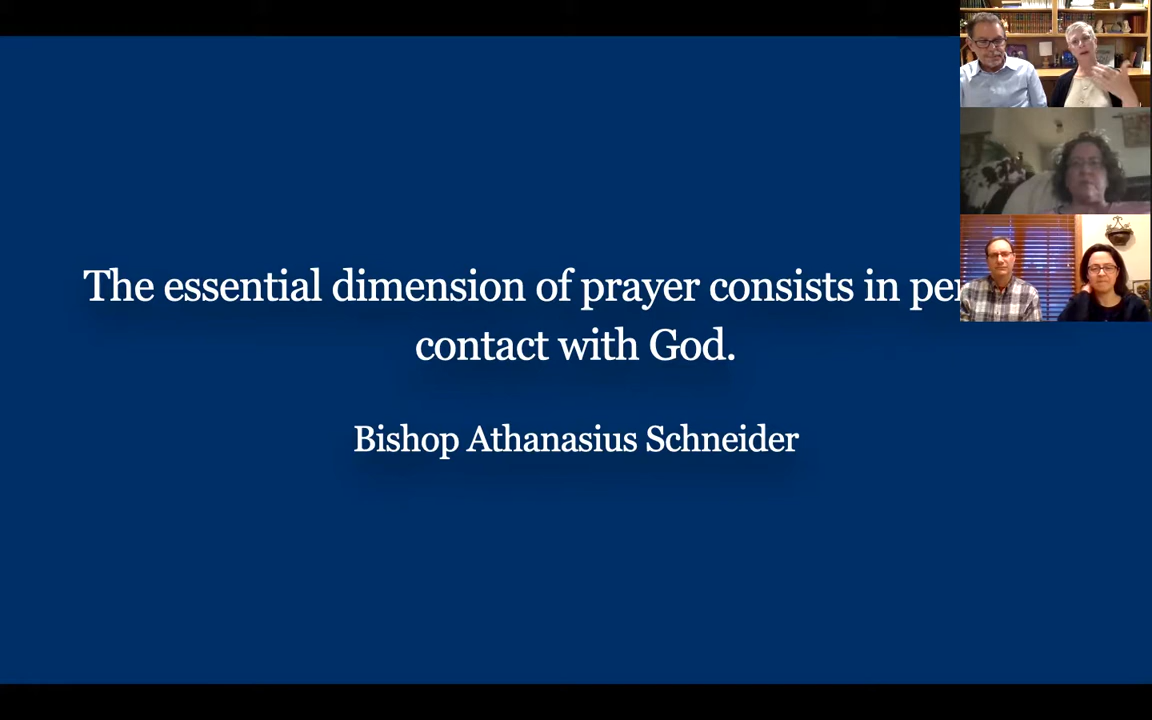 The essential dimension of prayer consists in per
contact with God.
Bishop Athanasius Schneider